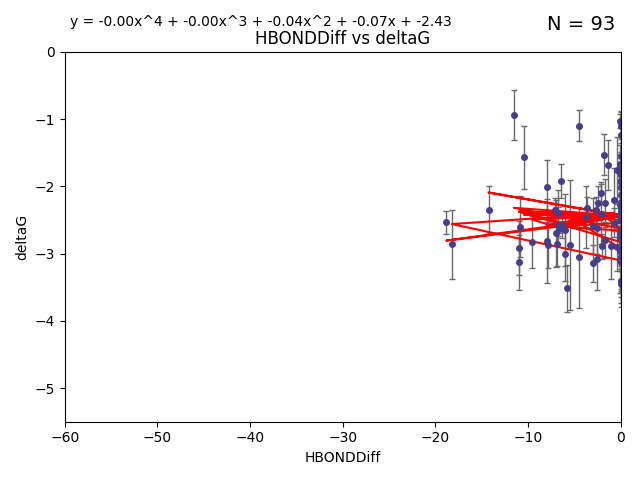 y = -0.00x^4 + -0.00x^3 + -0.04x^2 + -0.07x + -2.43
N = 93
HBONDDiff vs deltaG
0
−1
−2
−3
−4
−5
deltaG
−60 −50 −40 −30 −20 −10 0
HBONDDiff